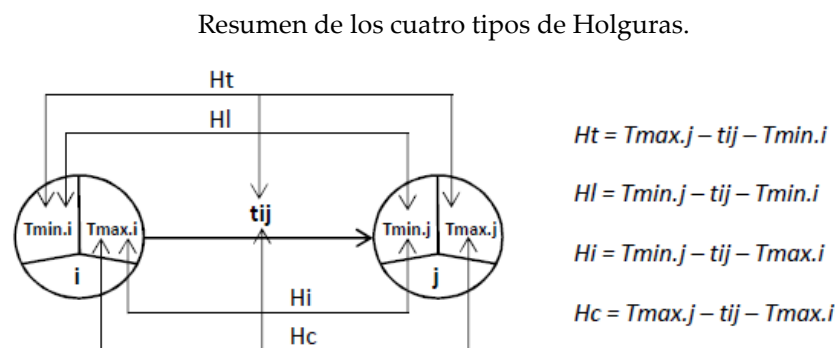 Resumen de los cuatro tipos de Holguras.
Ht
Hl
Tmin.i Tmax.i
i
tij
Tmin.j Tmax.j
j
Hi
Hc
Ht = Tmax.j – tij – Tmin.i
Hl = Tmin.j – tij – Tmin.i
Hi = Tmin.j – tij – Tmax.i
Hc = Tmax.j – tij – Tmax.i